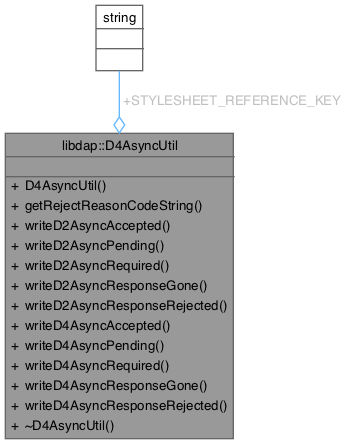 string
+STYLESHEET_REFERENCE_KEY
libdap::D4AsyncUtil
+ D4AsyncUtil()
+ getRejectReasonCodeString()
+ writeD2AsyncAccepted()
+ writeD2AsyncPending()
+ writeD2AsyncRequired()
+ writeD2AsyncResponseGone()
+ writeD2AsyncResponseRejected()
+ writeD4AsyncAccepted()
+ writeD4AsyncPending()
+ writeD4AsyncRequired()
+ writeD4AsyncResponseGone()
+ writeD4AsyncResponseRejected()
+ ~D4AsyncUtil()